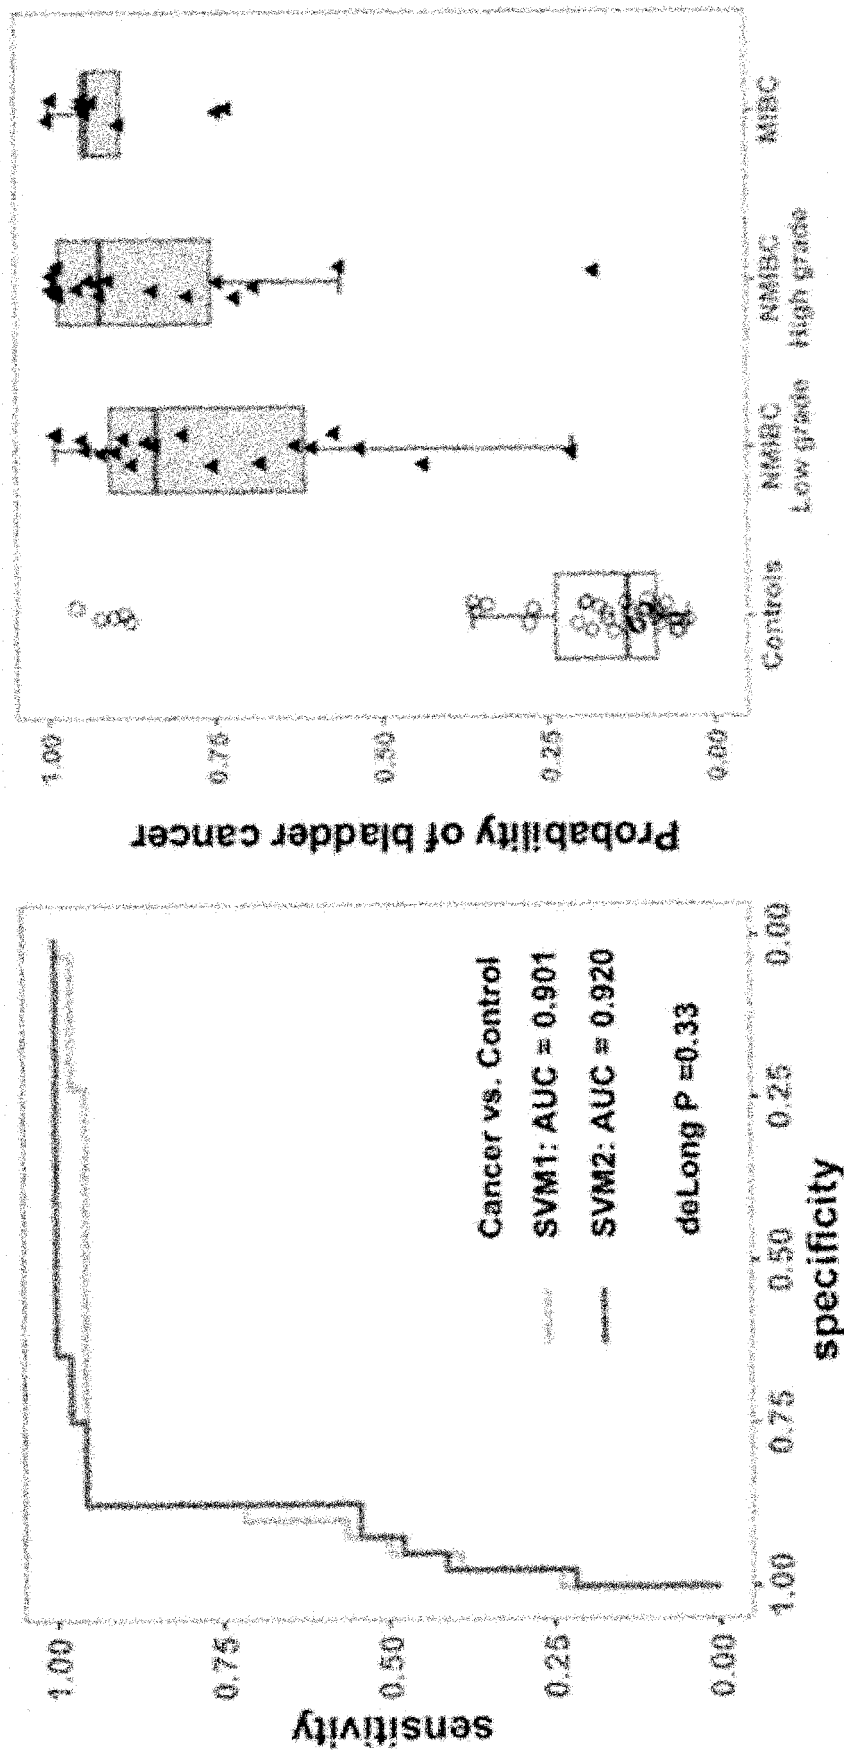 sensitivity
1.00
0.75
0.50
0.25
0.00
Cancer vs. Control
SVM1: AUC = 0.901
SVM2: AUC = 0.920
deLong P =0.33
1.00
0.75
0.50
0.25
0.00
specificity
Probability of bladder cancer
1.00
0.75
0.50
0.25
0.00
Controls
NMIBC
Low grade
NMIBC
High grade
MIBC